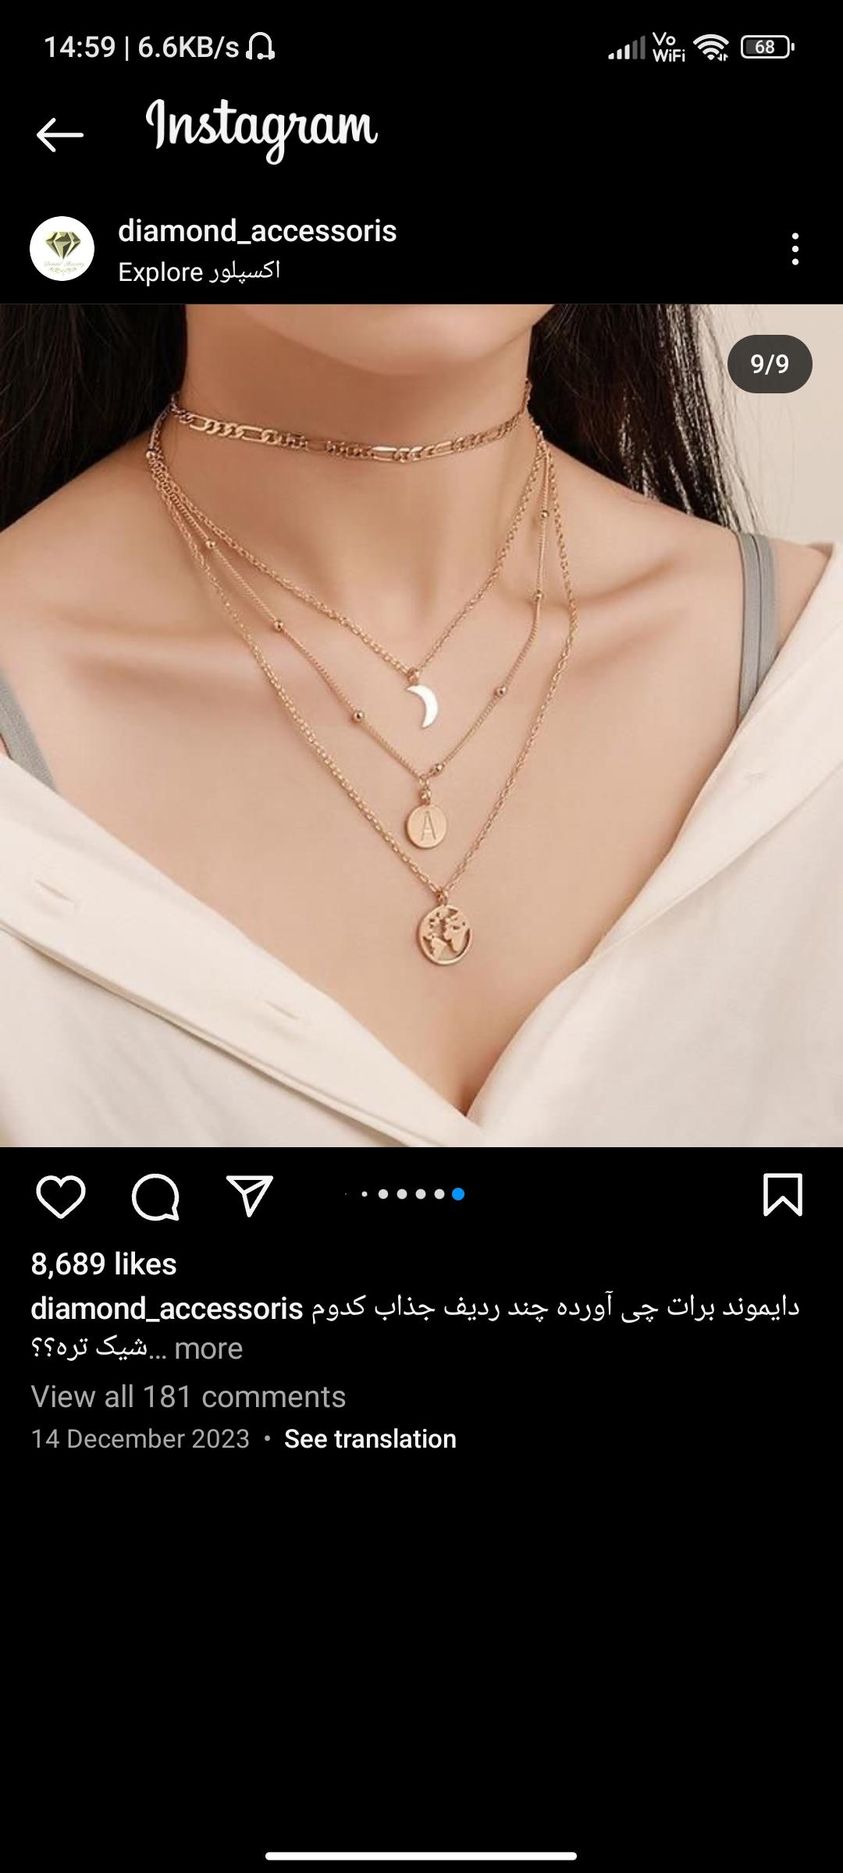 14:59 | 6.6KB/s Vo WiFi 68
Instagram
diamond_accessoris
Explore اکسپلور
9/9
A
8,689 likes
diamond_accessoris دایموند برات چی آورده چند ردیف جذاب کدوم
شیک تره؟؟... more
View all 181 comments
14 December 2023 • See translation